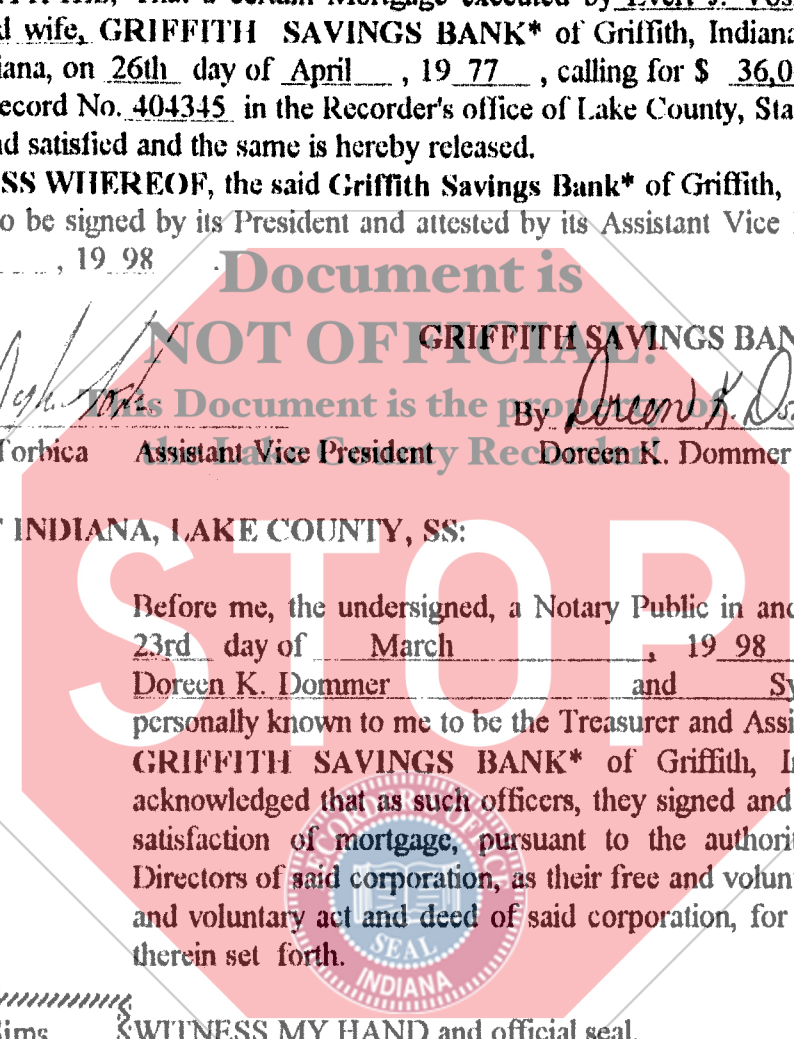 d wife, GRIFFITH SAVINGS BANK* of Griffith, Indiana
iana, on 26th day of April , 19 77 , calling for $ 36,0
ecord No. 404345 in the Recorder's office of Lake County, Sta
nd satisfied and the same is hereby released.
SS WHEREOF, the said Griffith Savings Bank* of Griffith,
o be signed by its President and attested by its Assistant Vice
, 19 98 .
Document is
NOT OFFICIAL!
This Document is the property of
the Lake County Recorder!
GRIFFITH SAVINGS BAN
By Doreen K. Do
Torbica Assistant Vice President Doreen K. Dommer
INDIANA, LAKE COUNTY, SS:
STOP
Before me, the undersigned, a Notary Public in and
23rd day of March , 19 98
Doreen K. Dommer and Sy
personally known to me to be the Treasurer and Assi
GRIFFITH SAVINGS BANK* of Griffith, I
acknowledged that as such officers, they signed and
satisfaction of mortgage, pursuant to the authorit
Directors of said corporation, as their free and volun
and voluntary act and deed of said corporation, for
therein set forth.
RECORDER'S OFFICE
SEAL
INDIANA
Sims WITNESS MY HAND and official seal.